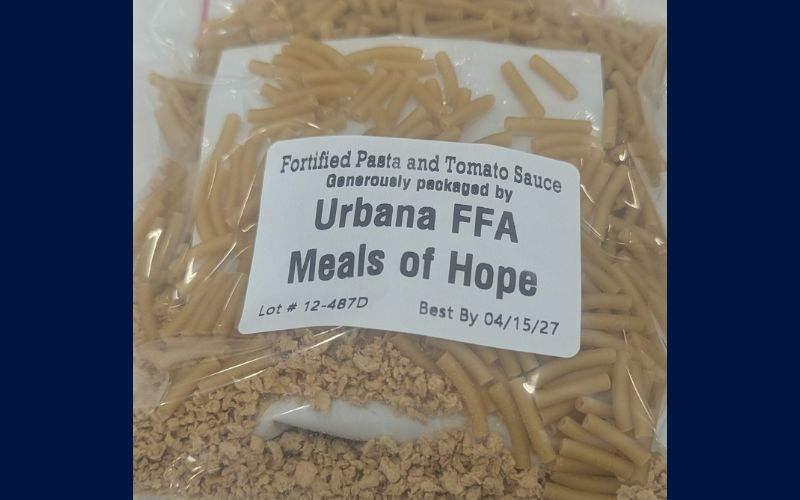 Fortified Pasta and Tomato Sauce
Generously packaged by
Urbana FFA
Meals of Hope
Lot # 12-487D Best By 04/15/27